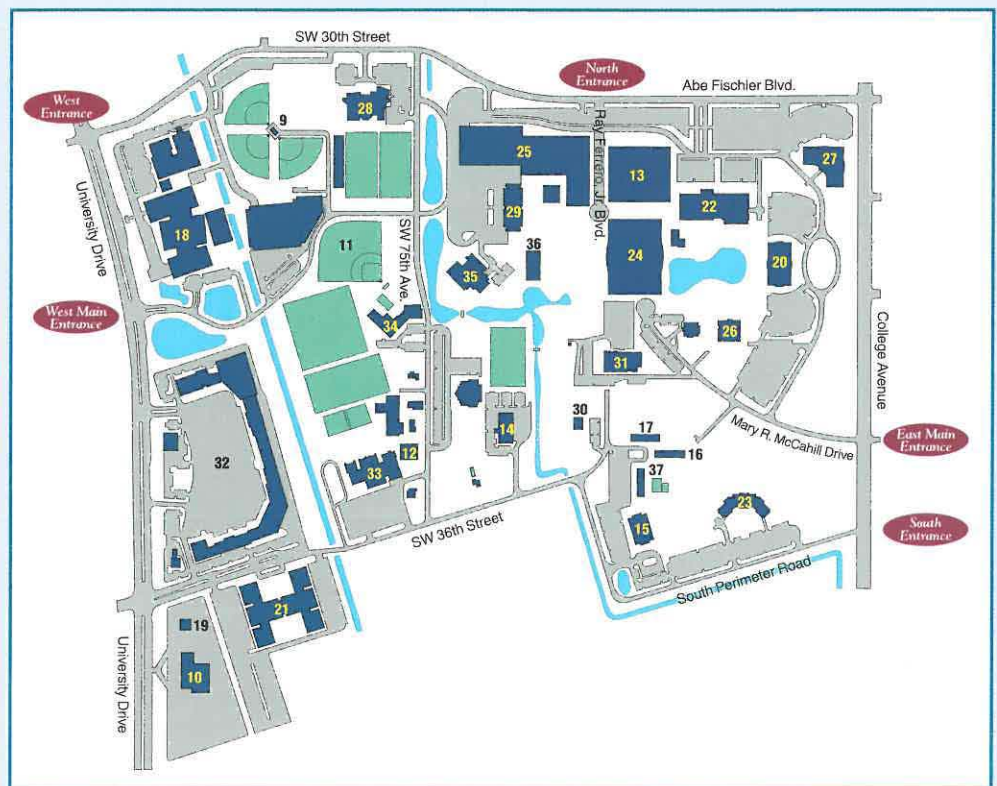 SW 30th Street
North
Entrance
Abe Fischler Blvd.
West
Entrance
9
28
27
25
13
Ray Ferrero, Jr. Blvd.
22
29
18
University Drive
11
SW 75th Ave.
36
24
20
35
West Main
Entrance
34
26
College Avenue
31
Mary R. McCahill Drive
East Main
Entrance
14
30
17
12
16
32
33
37
23
15
South
Entrance
SW 36th Street
South Perimeter Road
21
19
10
University Drive